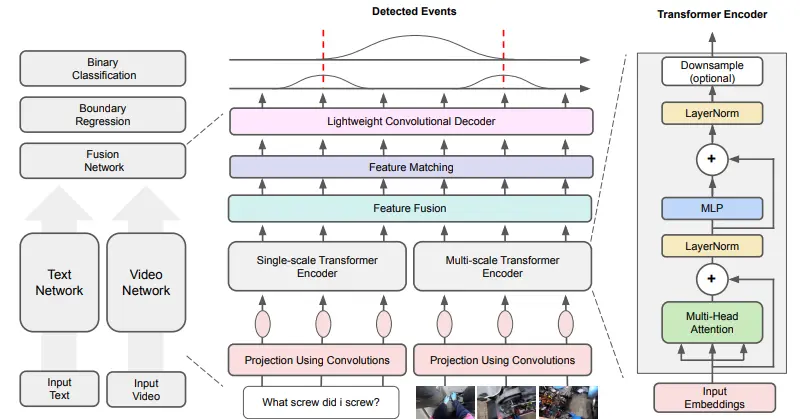 Detected Events
Transformer Encoder
Binary
Classification
Boundary
Regression
Fusion
Network
Text
Network
Video
Network
Input
Text
Input
Video
Lightweight Convolutional Decoder
Feature Matching
Feature Fusion
Single-scale Transformer
Encoder
Multi-scale Transformer
Encoder
Projection Using Convolutions
Projection Using Convolutions
What screw did i screw?
Downsample
(optional)
LayerNorm
+
MLP
LayerNorm
+
Multi-Head
Attention
Input
Embeddings